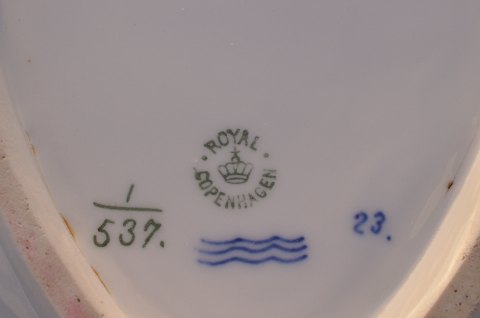 ROYAL
COPENHAGEN
1
537.
23.